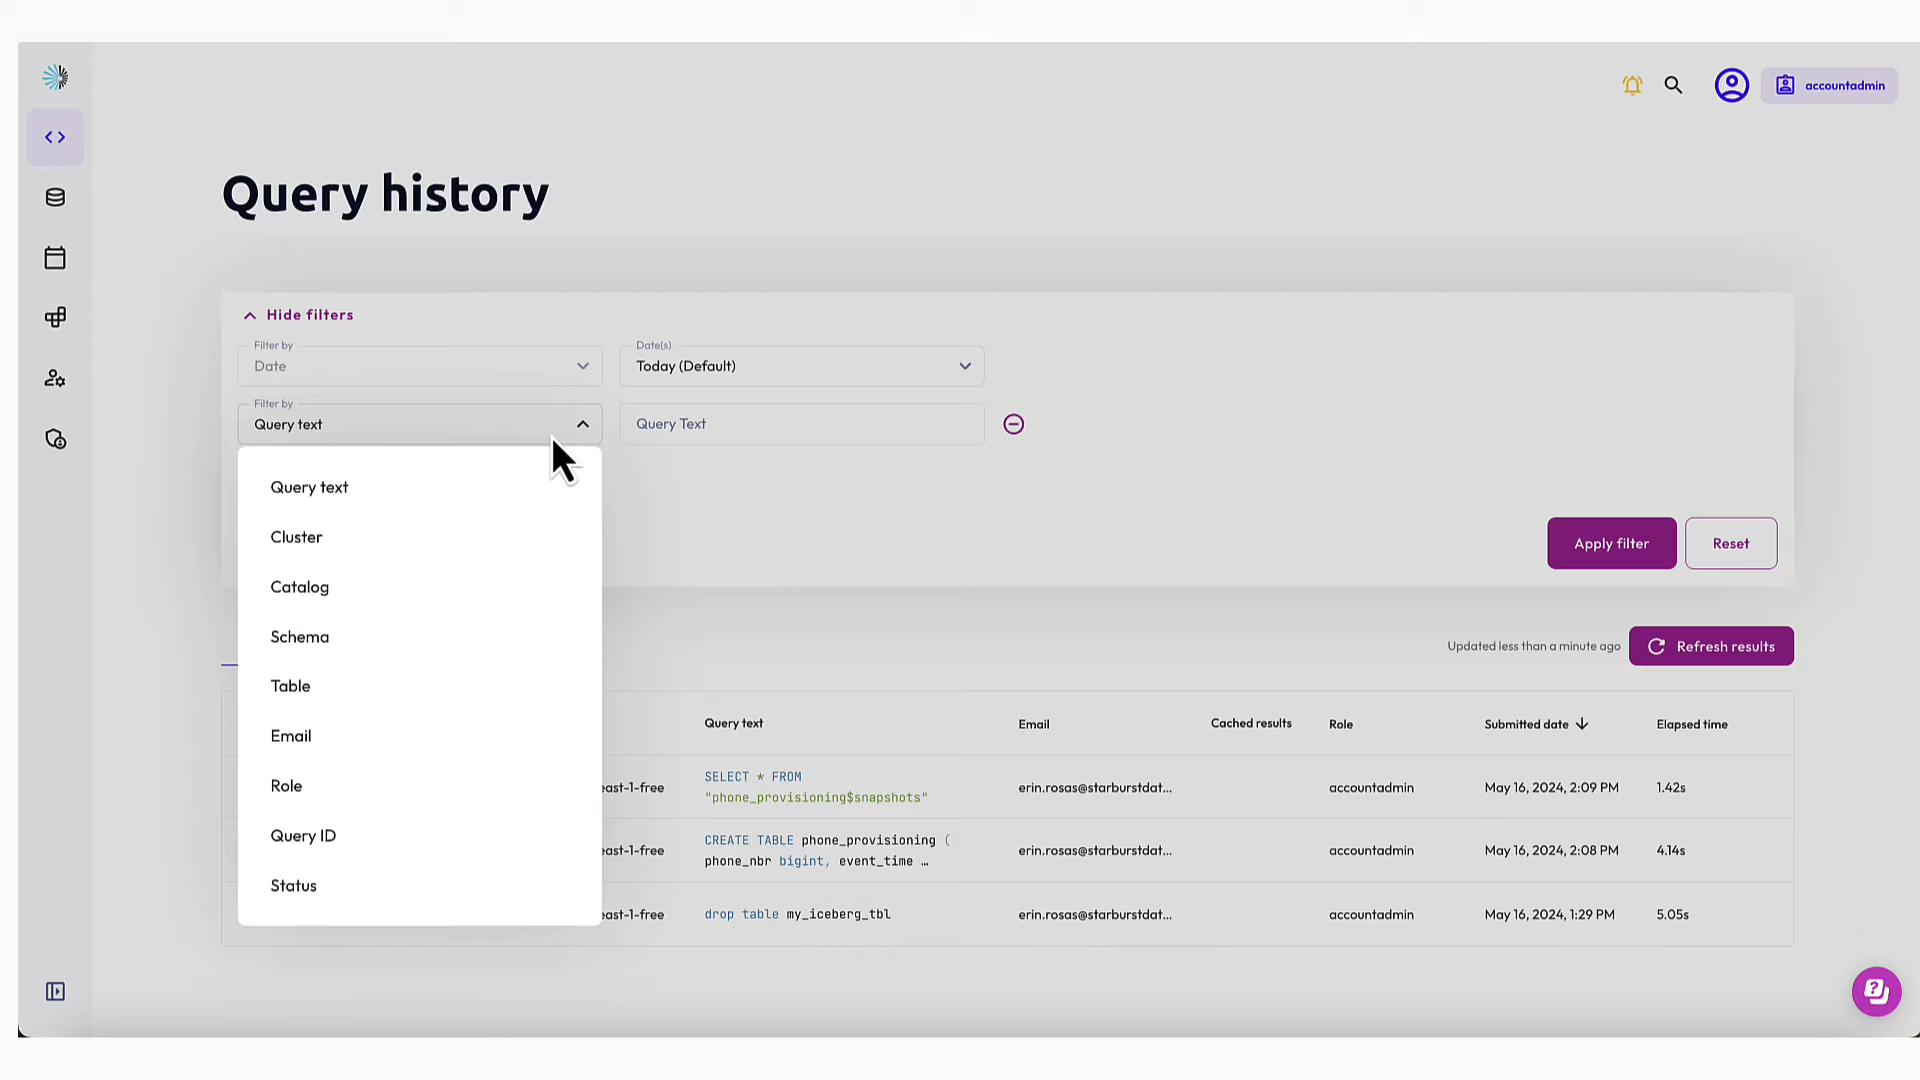 accountadmin
Query history
Hide filters
Filter by
Date
Date(s)
Today (Default)
Filter by
Query text
Query Text
Query text
Cluster
Catalog
Schema
Table
Email
Role
Query ID
Status
Apply filter
Reset
Updated less than a minute ago
Refresh results
Query text
Email
Cached results
Role
Submitted date
Elapsed time
east-1-free
SELECT * FROM
"phone_provisioning$snapshots"
erin.rosas@starburstdat...
accountadmin
May 16, 2024, 2:09 PM
1.42s
east-1-free
CREATE TABLE phone_provisioning (
phone_nbr bigint, event_time …
erin.rosas@starburstdat...
accountadmin
May 16, 2024, 2:08 PM
4.14s
east-1-free
drop table my_iceberg_tbl
erin.rosas@starburstdat...
accountadmin
May 16, 2024, 1:29 PM
5.05s